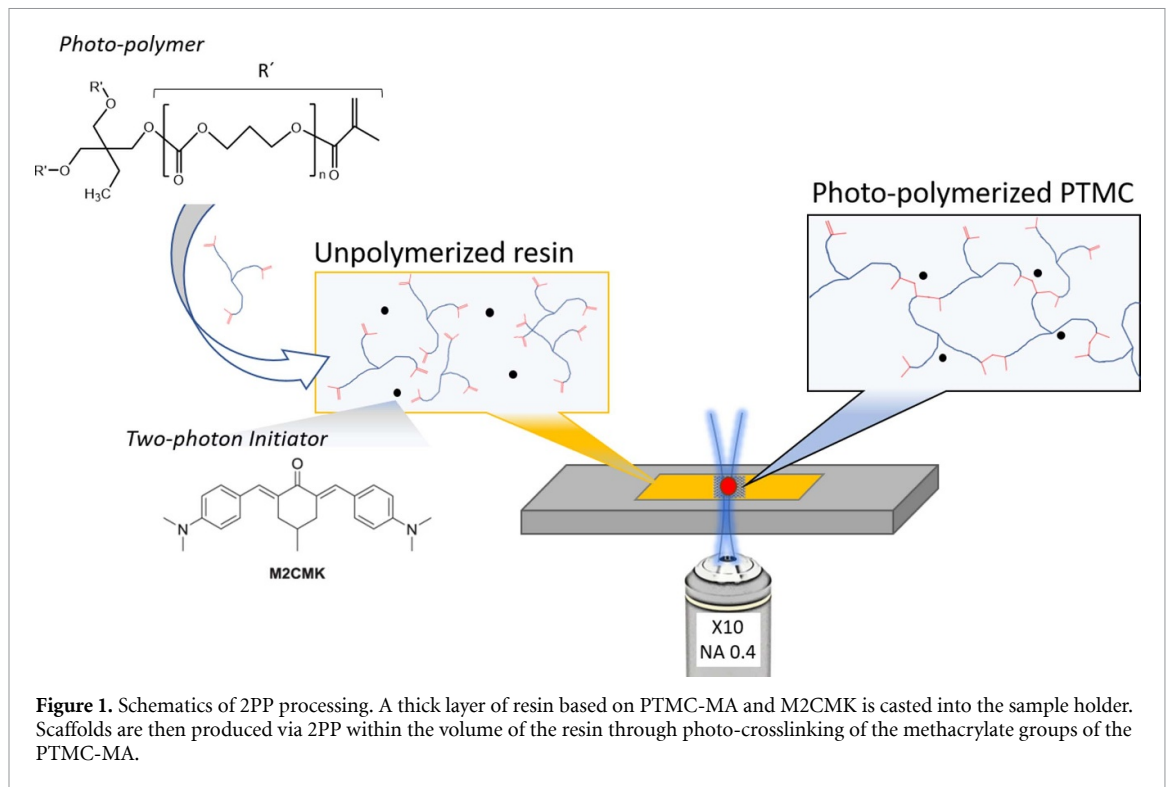 Photo-polymer
R´
R'
O
O
O
O
R'–O
O
n
O
H₃C
Photo-polymerized PTMC
Unpolymerized resin
Two-photon Initiator
O
N
N
M2CMK
X10
NA 0.4
Figure 1. Schematics of 2PP processing. A thick layer of resin based on PTMC-MA and M2CMK is casted into the sample holder.
Scaffolds are then produced via 2PP within the volume of the resin through photo-crosslinking of the methacrylate groups of the
PTMC-MA.